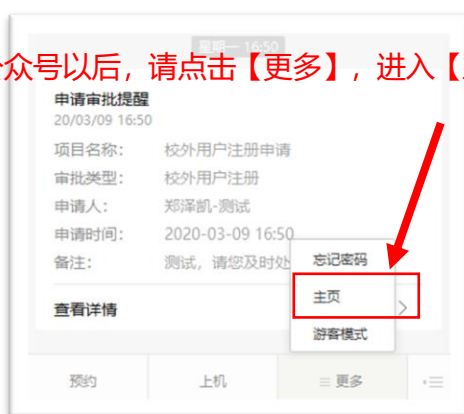 星期一 16:50
众号以后，请点击【更多】，进入【
申请审批提醒
20/03/09 16:50
项目名称： 校外用户注册申请
审批类型： 校外用户注册
申请人： 郑泽凯-测试
申请时间： 2020-03-09 16:50
备注： 测试，请您及时处
忘记密码
主页
查看详情
游客模式
预约 上机 更多